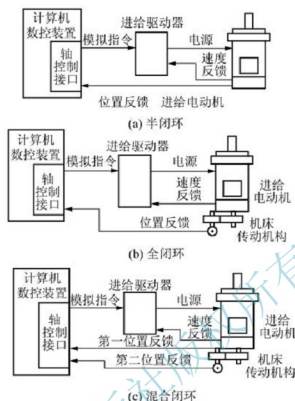 计算机
数控装置
轴
控制
接口
模拟指令
进给驱动器
电源
速度
反馈
位置反馈 进给电动机
(a) 半闭环
计算机
数控装置
轴
控制
接口
模拟指令
进给驱动器
电源
速度
反馈
进给
电动机
位置反馈
机床
传动机构
(b) 全闭环
计算机
数控装置
轴
控制
接口
模拟指令
进给驱动器
电源
速度
反馈
进给
电动机
第一位置反馈
第二位置反馈
机床
传动机构
(c) 混合闭环
社版权所有